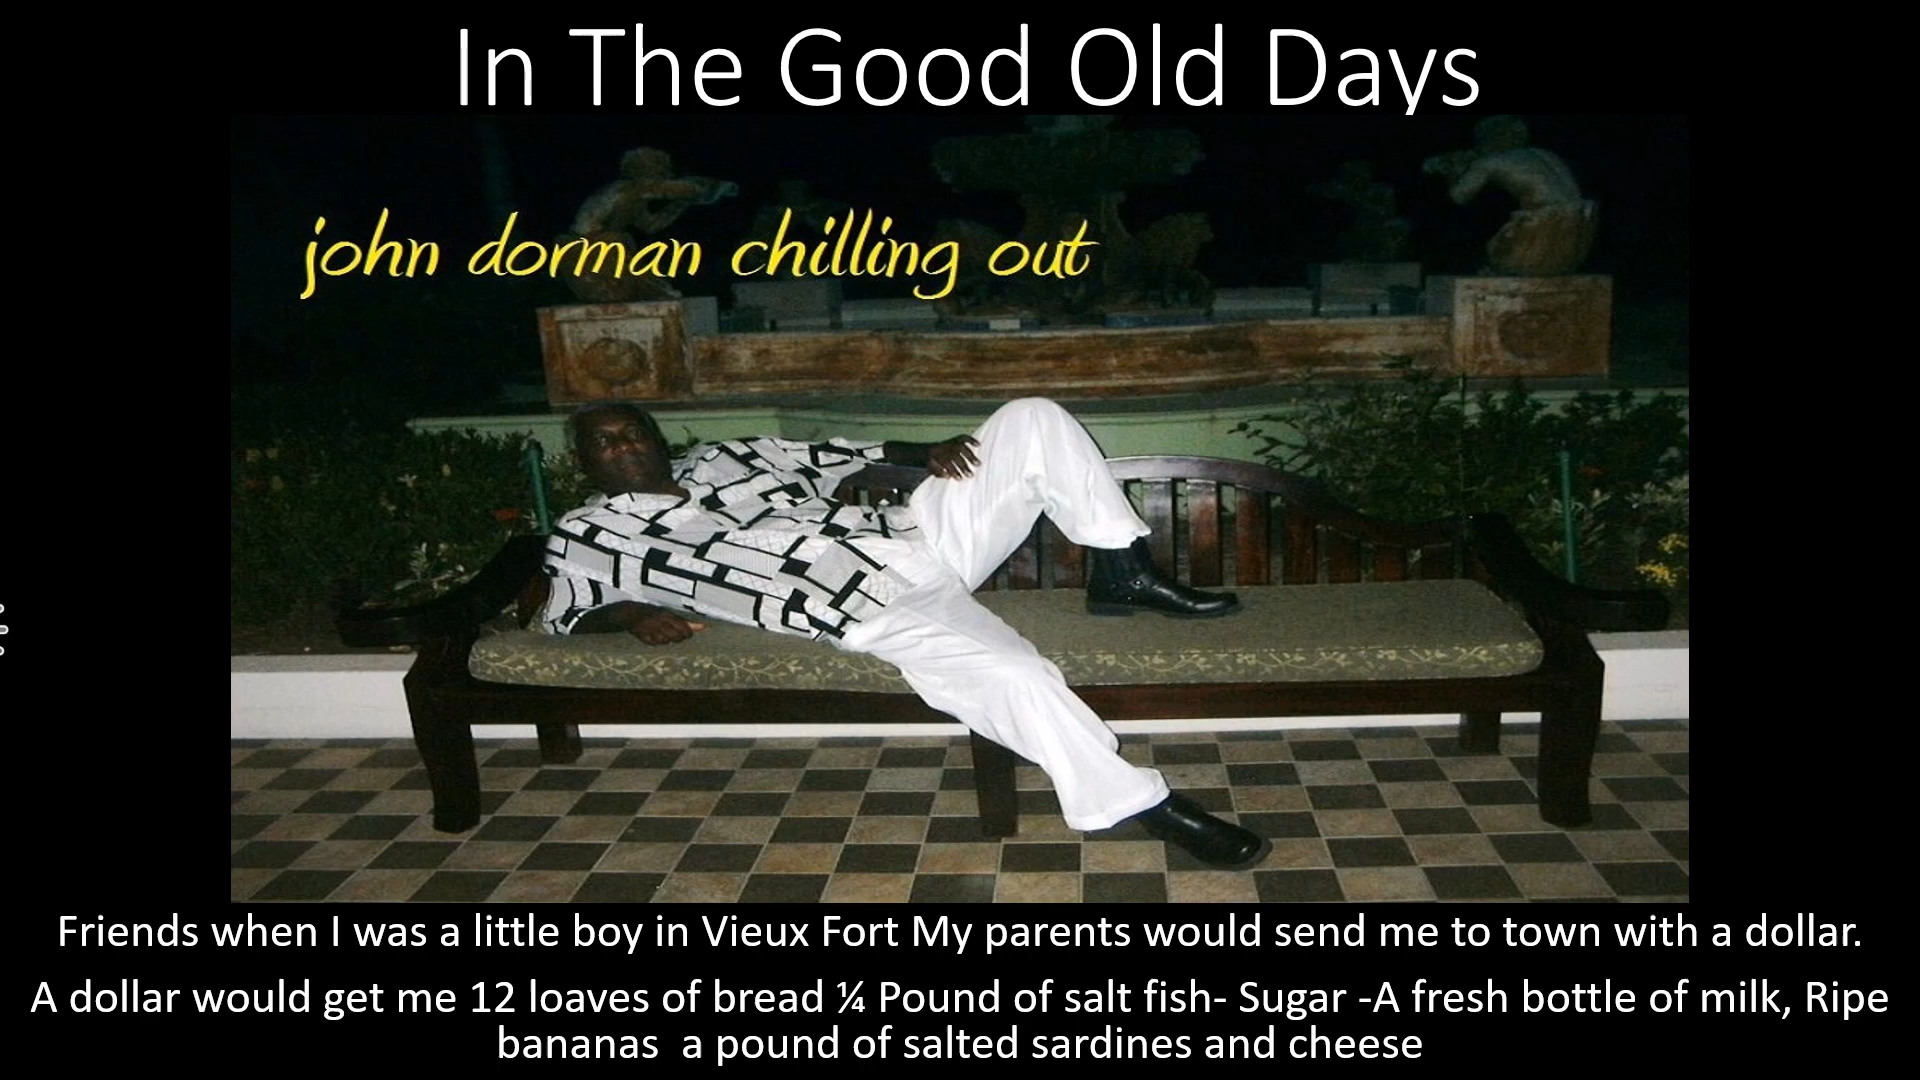 In The Good Old Days
john dorman chilling out
Friends when I was a little boy in Vieux Fort My parents would send me to town with a dollar.
A dollar would get me 12 loaves of bread ¼ Pound of salt fish- Sugar -A fresh bottle of milk, Ripe
bananas  a pound of salted sardines and cheese